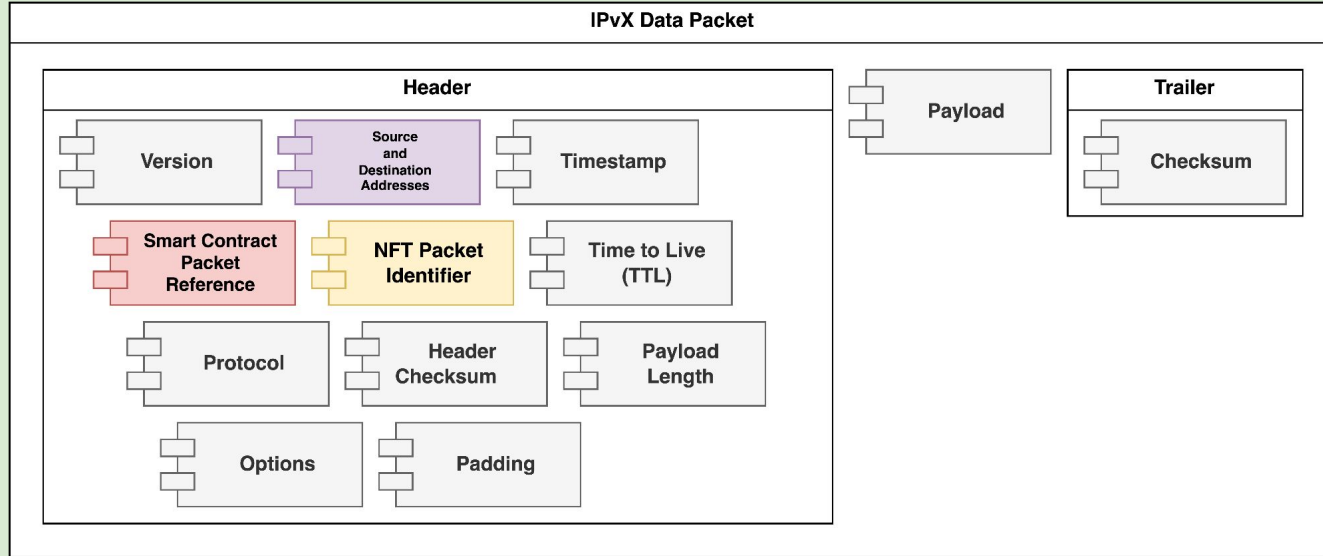 IPvX Data Packet
Header
Version
Source
and
Destination
Addresses
Timestamp
Smart Contract
Packet
Reference
NFT Packet
Identifier
Time to Live
(TTL)
Protocol
Header
Checksum
Payload
Length
Options
Padding
Payload
Trailer
Checksum